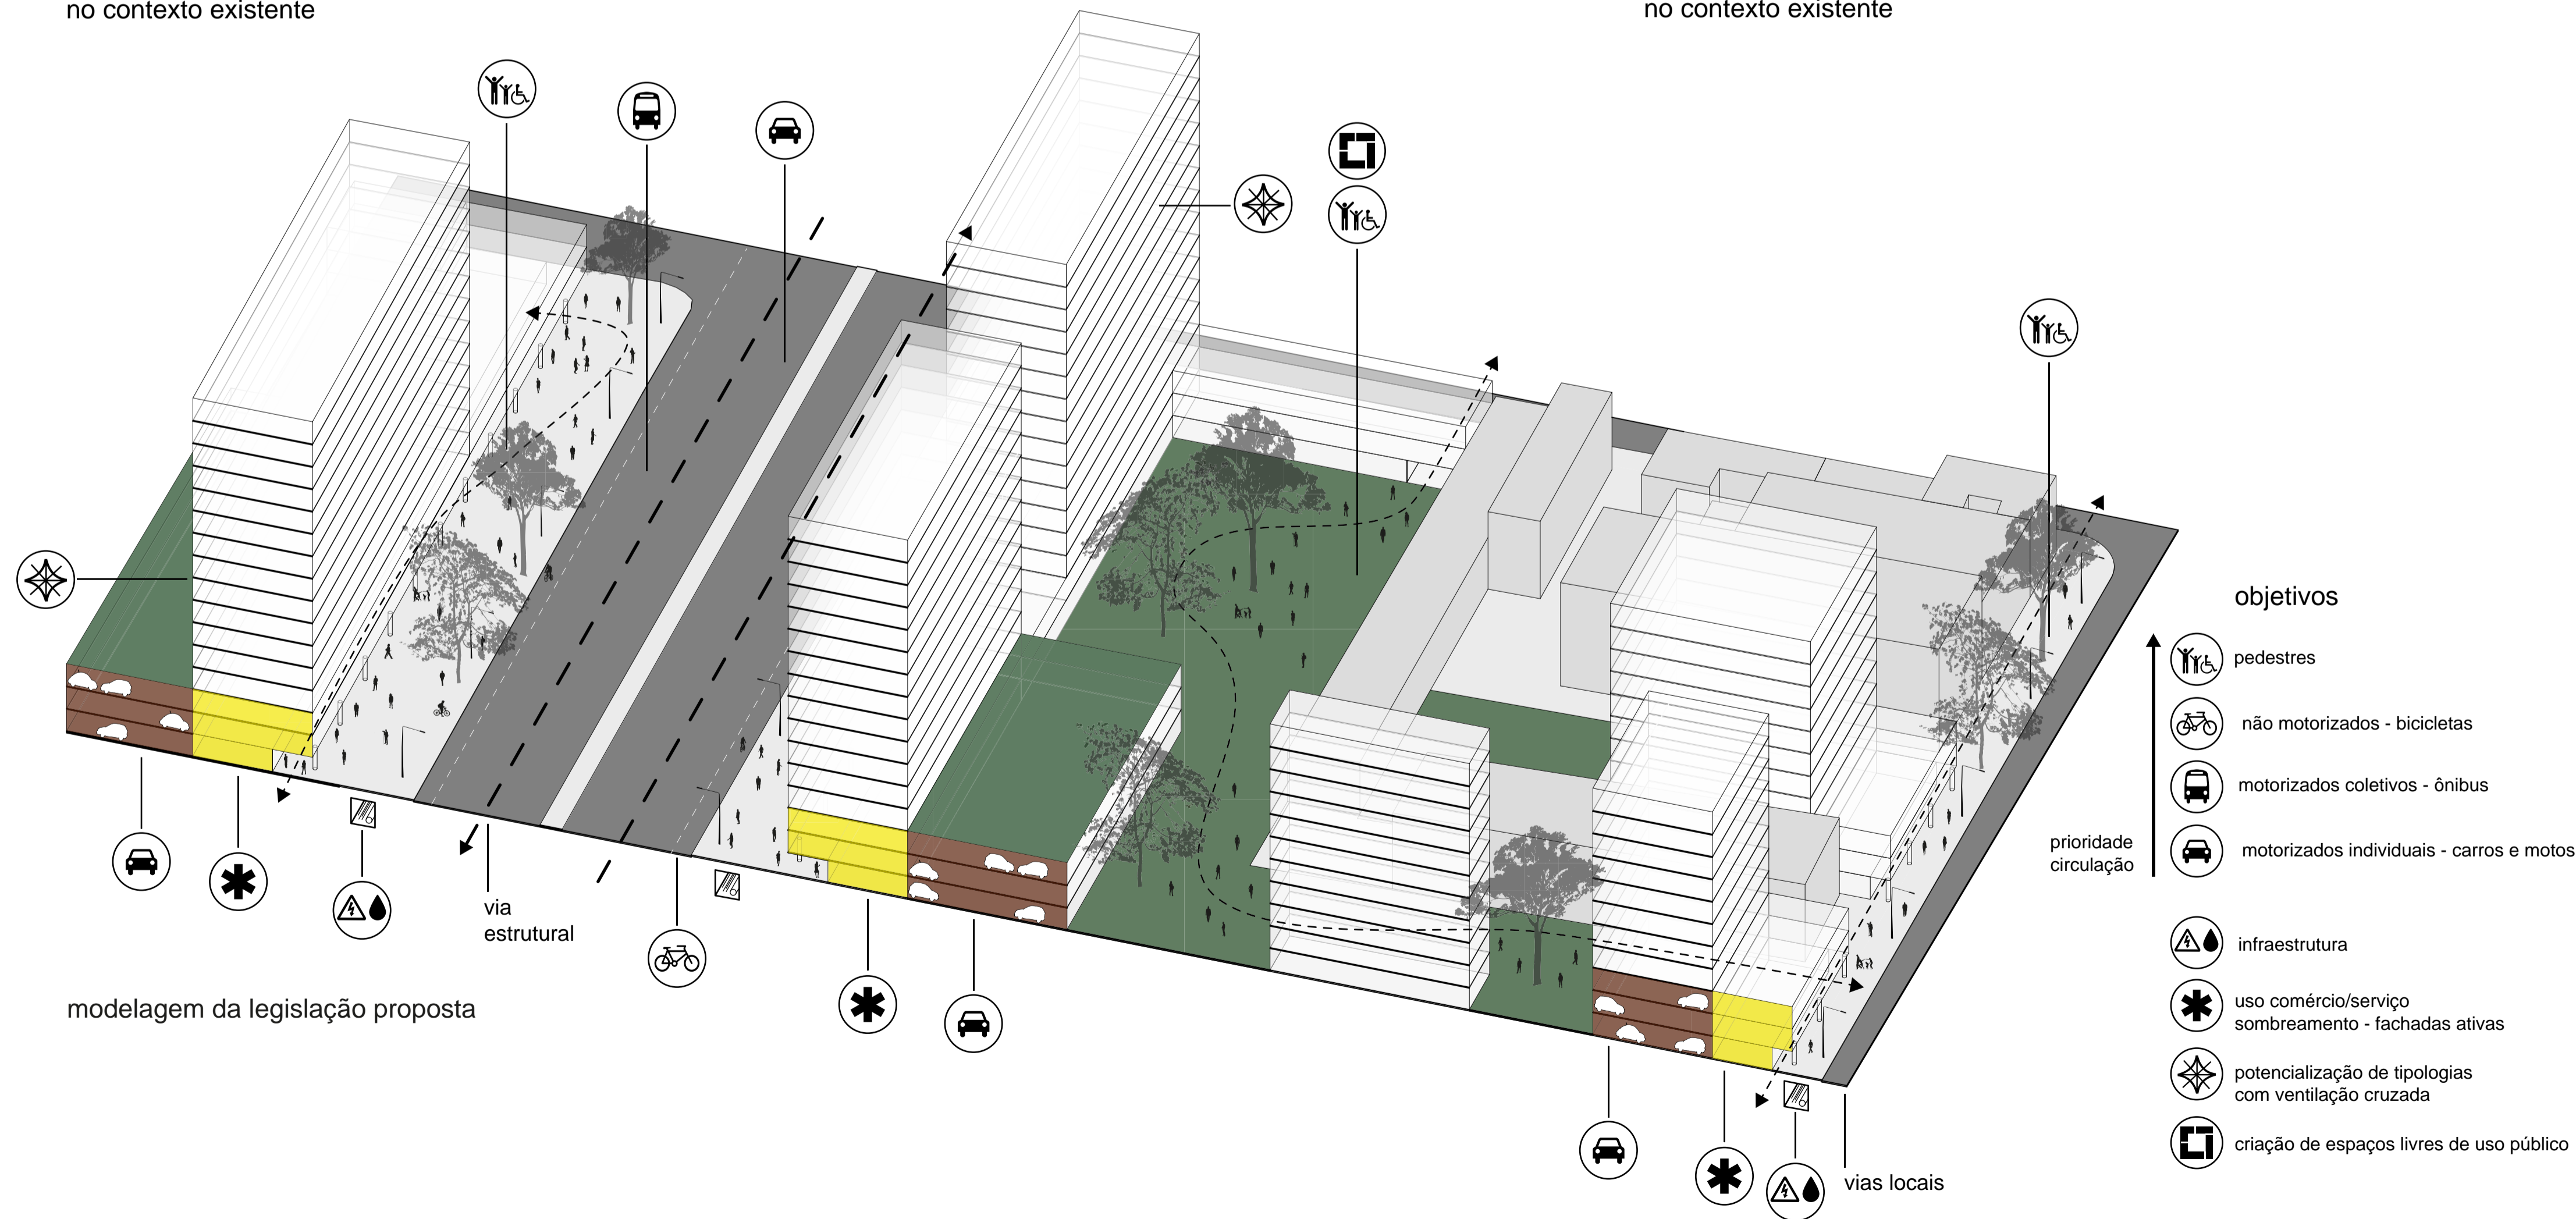 no contexto existente
no contexto existente
via
estrutural
modelagem da legislação proposta
vias locais
objetivos
pedestres
não motorizados - bicicletas
motorizados coletivos - ônibus
motorizados individuais - carros e motos
prioridade
circulação
infraestrutura
uso comércio/serviço
sombreamento - fachadas ativas
potencialização de tipologias
com ventilação cruzada
criação de espaços livres de uso público